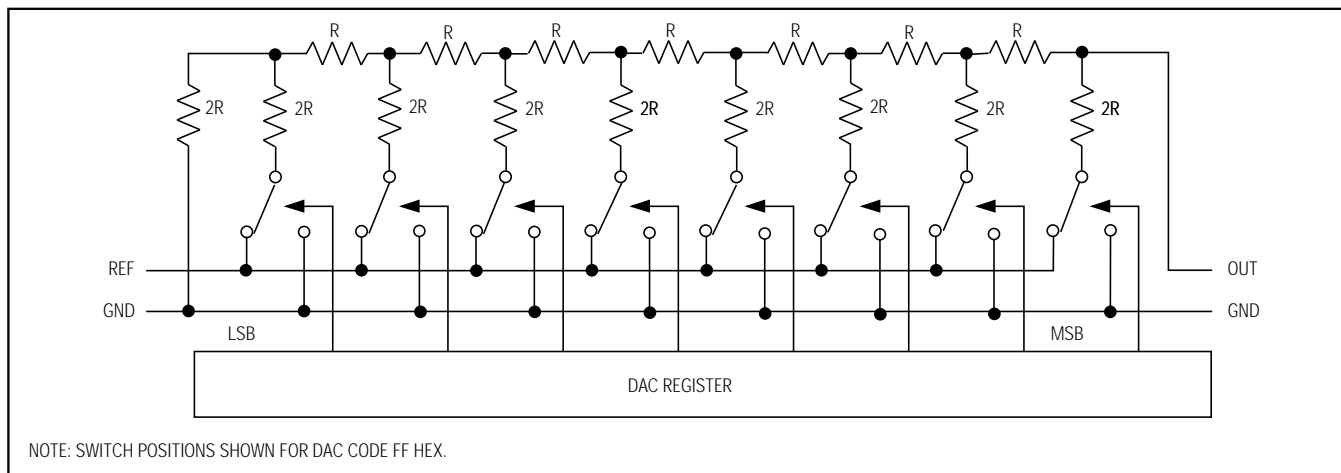 R R R R R R R
2R 2R 2R 2R 2R 2R 2R 2R 2R
REF OUT
GND GND
LSB MSB
DAC REGISTER
NOTE: SWITCH POSITIONS SHOWN FOR DAC CODE FF HEX.